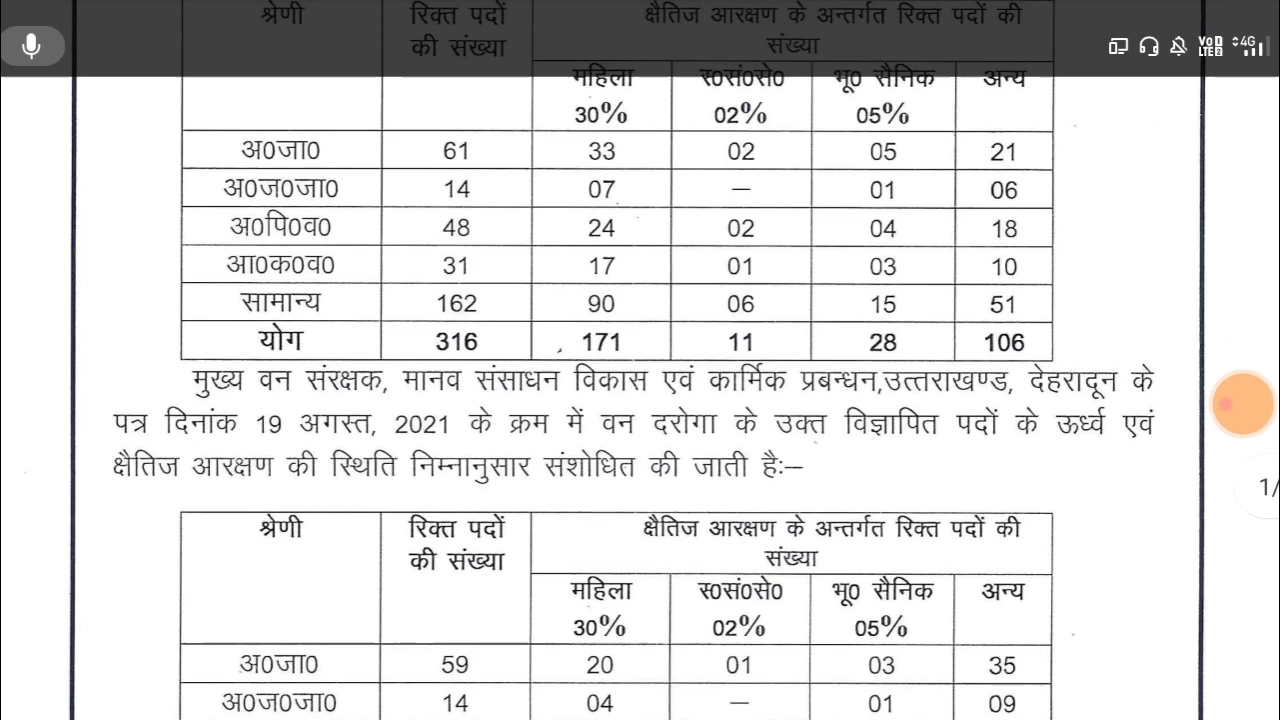 श्रेणी रिक्त पदों क्षैतिज आरक्षण के अन्तर्गत रिक्त पदों की
की संख्या संख्या
महिला स0सं0से0 भू0 सैनिक अन्य
30% 02% 05%
अ0जा0 61 33 02 05 21
अ0ज0जा0 14 07 – 01 06
अ0पि0व0 48 24 02 04 18
आ0क0व0 31 17 01 03 10
सामान्य 162 90 06 15 51
योग 316 171 11 28 106
मुख्य वन संरक्षक, मानव संसाधन विकास एवं कार्मिक प्रबन्धन,उत्तराखण्ड, देहरादून के
पत्र दिनांक 19 अगस्त, 2021 के क्रम में वन दरोगा के उक्त विज्ञापित पदों के ऊर्ध्व एवं
क्षैतिज आरक्षण की स्थिति निम्नानुसार संशोधित की जाती हैः–
श्रेणी रिक्त पदों क्षैतिज आरक्षण के अन्तर्गत रिक्त पदों की
की संख्या संख्या
महिला स्0सं0से0 भू0 सैनिक अन्य
30% 02% 05%
अ0जा0 59 20 01 03 35
अ0ज0जा0 14 04 – 01 09
VoD LTE2 4G
1/